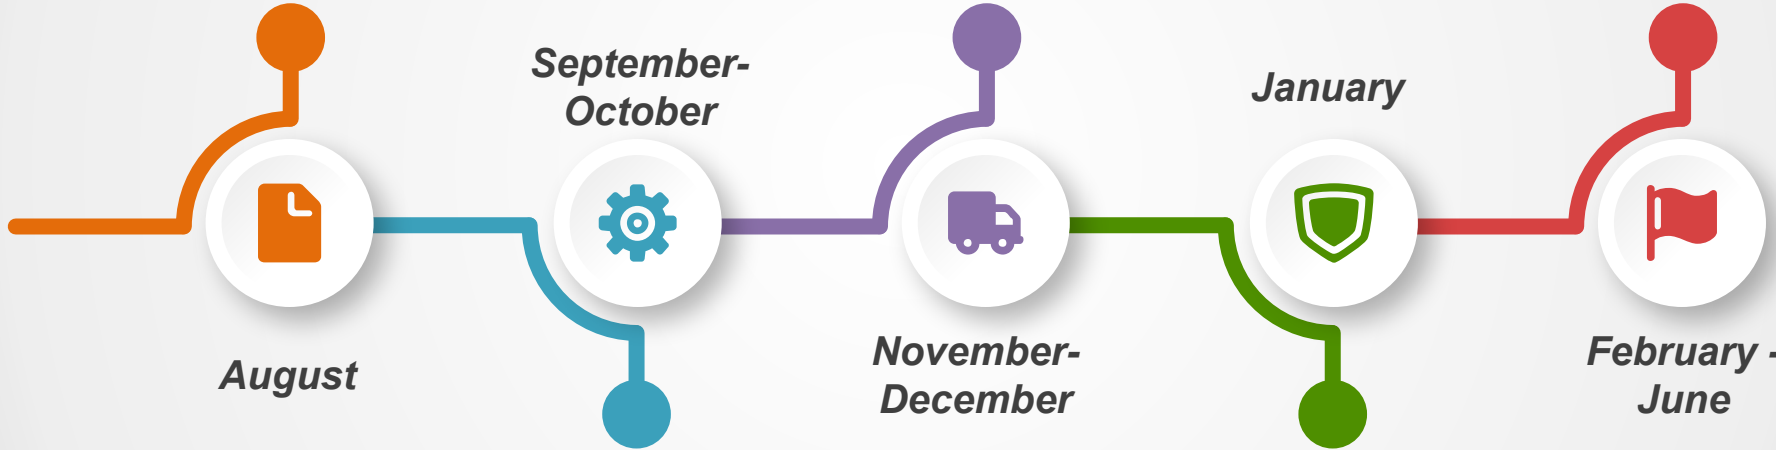 August
September-
October
November-
December
January
February -
June